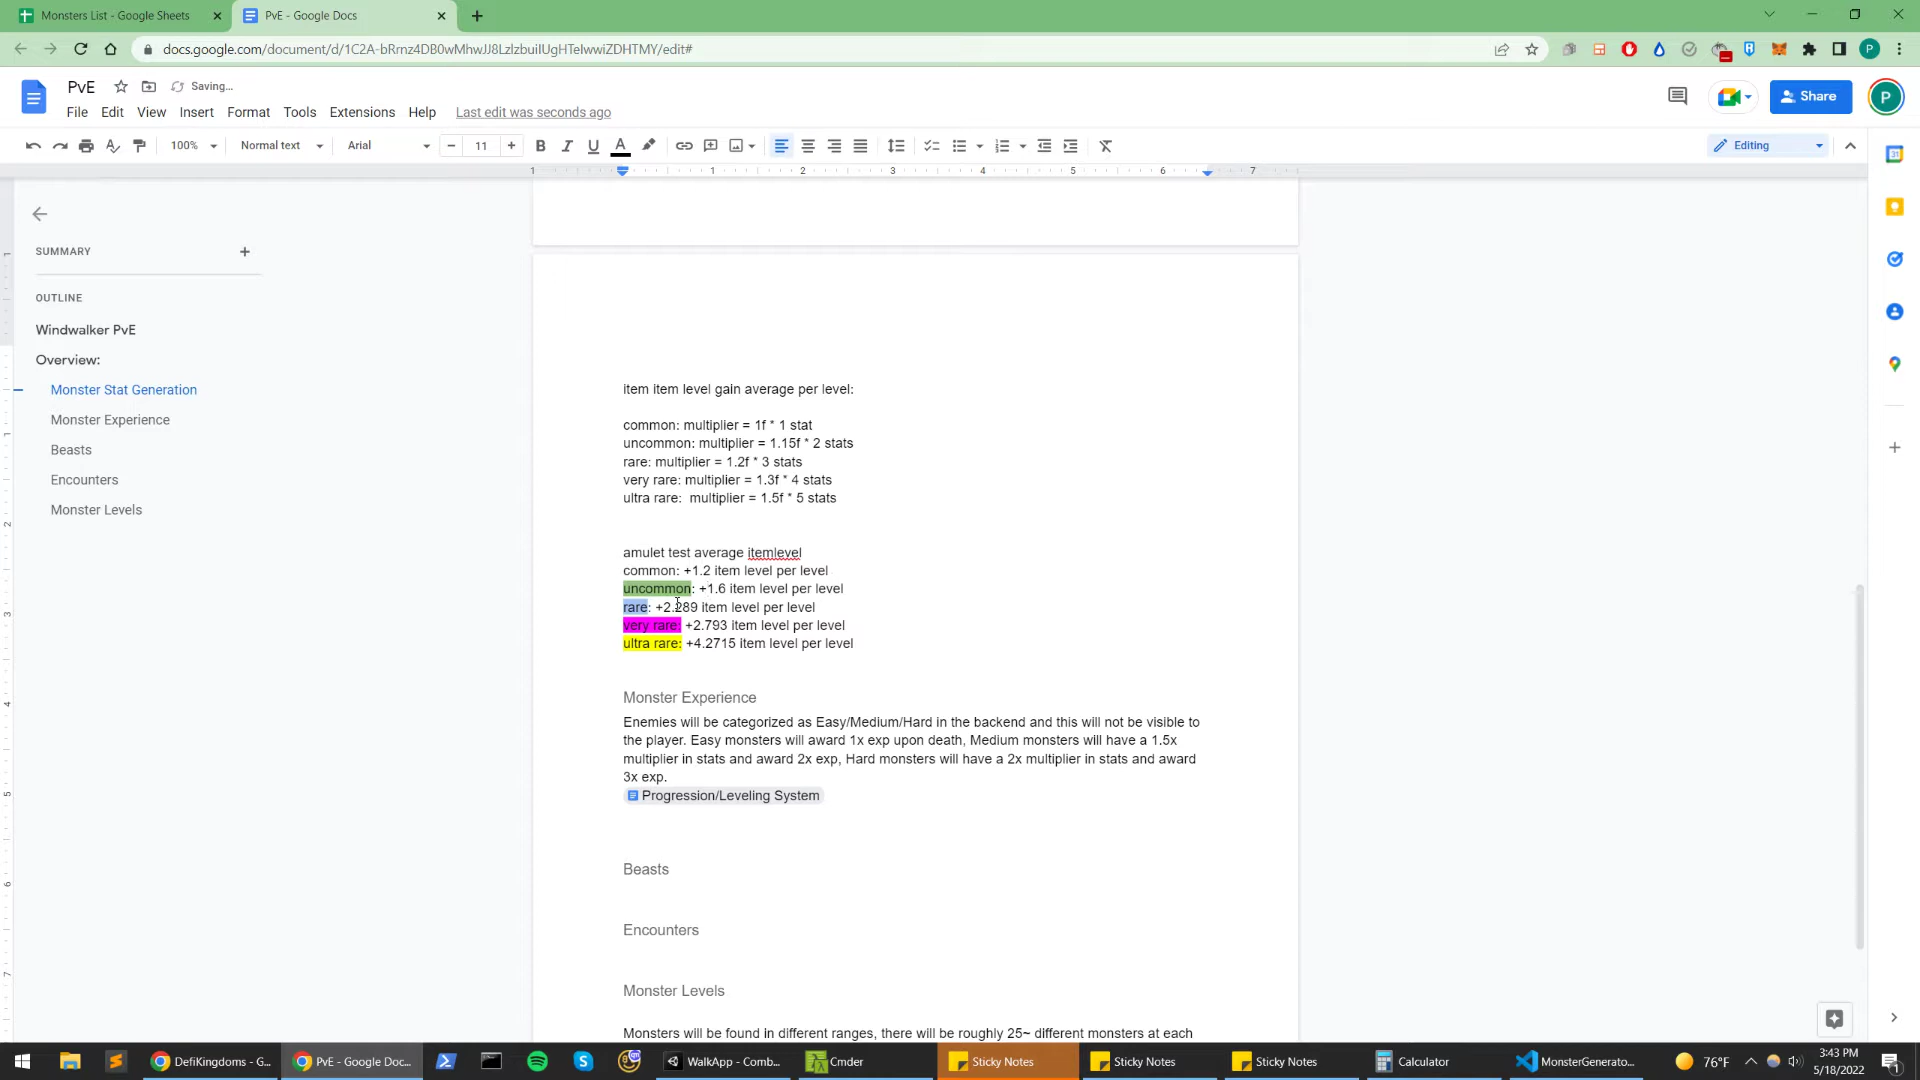 Monsters List - Google Sheets
PvE - Google Docs
docs.google.com/document/d/1C2A-bRrnz4DB0wMhwJJ8LzlzbuiIUgHTelwwiZDHTMY/edit#
PvE
Saving...
File Edit View Insert Format Tools Extensions Help Last edit was seconds ago
Share
P
100% Normal text Arial 11 Editing
1 1 2 3 4 5 6 7
SUMMARY
OUTLINE
Windwalker PvE
Overview:
Monster Stat Generation
Monster Experience
Beasts
Encounters
Monster Levels
item item level gain average per level:
common: multiplier = 1f * 1 stat
uncommon: multiplier = 1.15f * 2 stats
rare: multiplier = 1.2f * 3 stats
very rare: multiplier = 1.3f * 4 stats
ultra rare:  multiplier = 1.5f * 5 stats
amulet test average itemlevel
common: +1.2 item level per level
uncommon: +1.6 item level per level
rare: +2.289 item level per level
very rare: +2.793 item level per level
ultra rare: +4.2715 item level per level
Monster Experience
Enemies will be categorized as Easy/Medium/Hard in the backend and this will not be visible to
the player. Easy monsters will award 1x exp upon death, Medium monsters will have a 1.5x
multiplier in stats and award 2x exp, Hard monsters will have a 2x multiplier in stats and award
3x exp.
Progression/Leveling System
Beasts
Encounters
Monster Levels
Monsters will be found in different ranges, there will be roughly 25~ different monsters at each
DefiKingdoms - G...
PvE - Google Doc...
WalkApp - Comb...
Cmder
Sticky Notes
Sticky Notes
Sticky Notes
Calculator
MonsterGenerato...
76°F
3:43 PM
5/18/2022